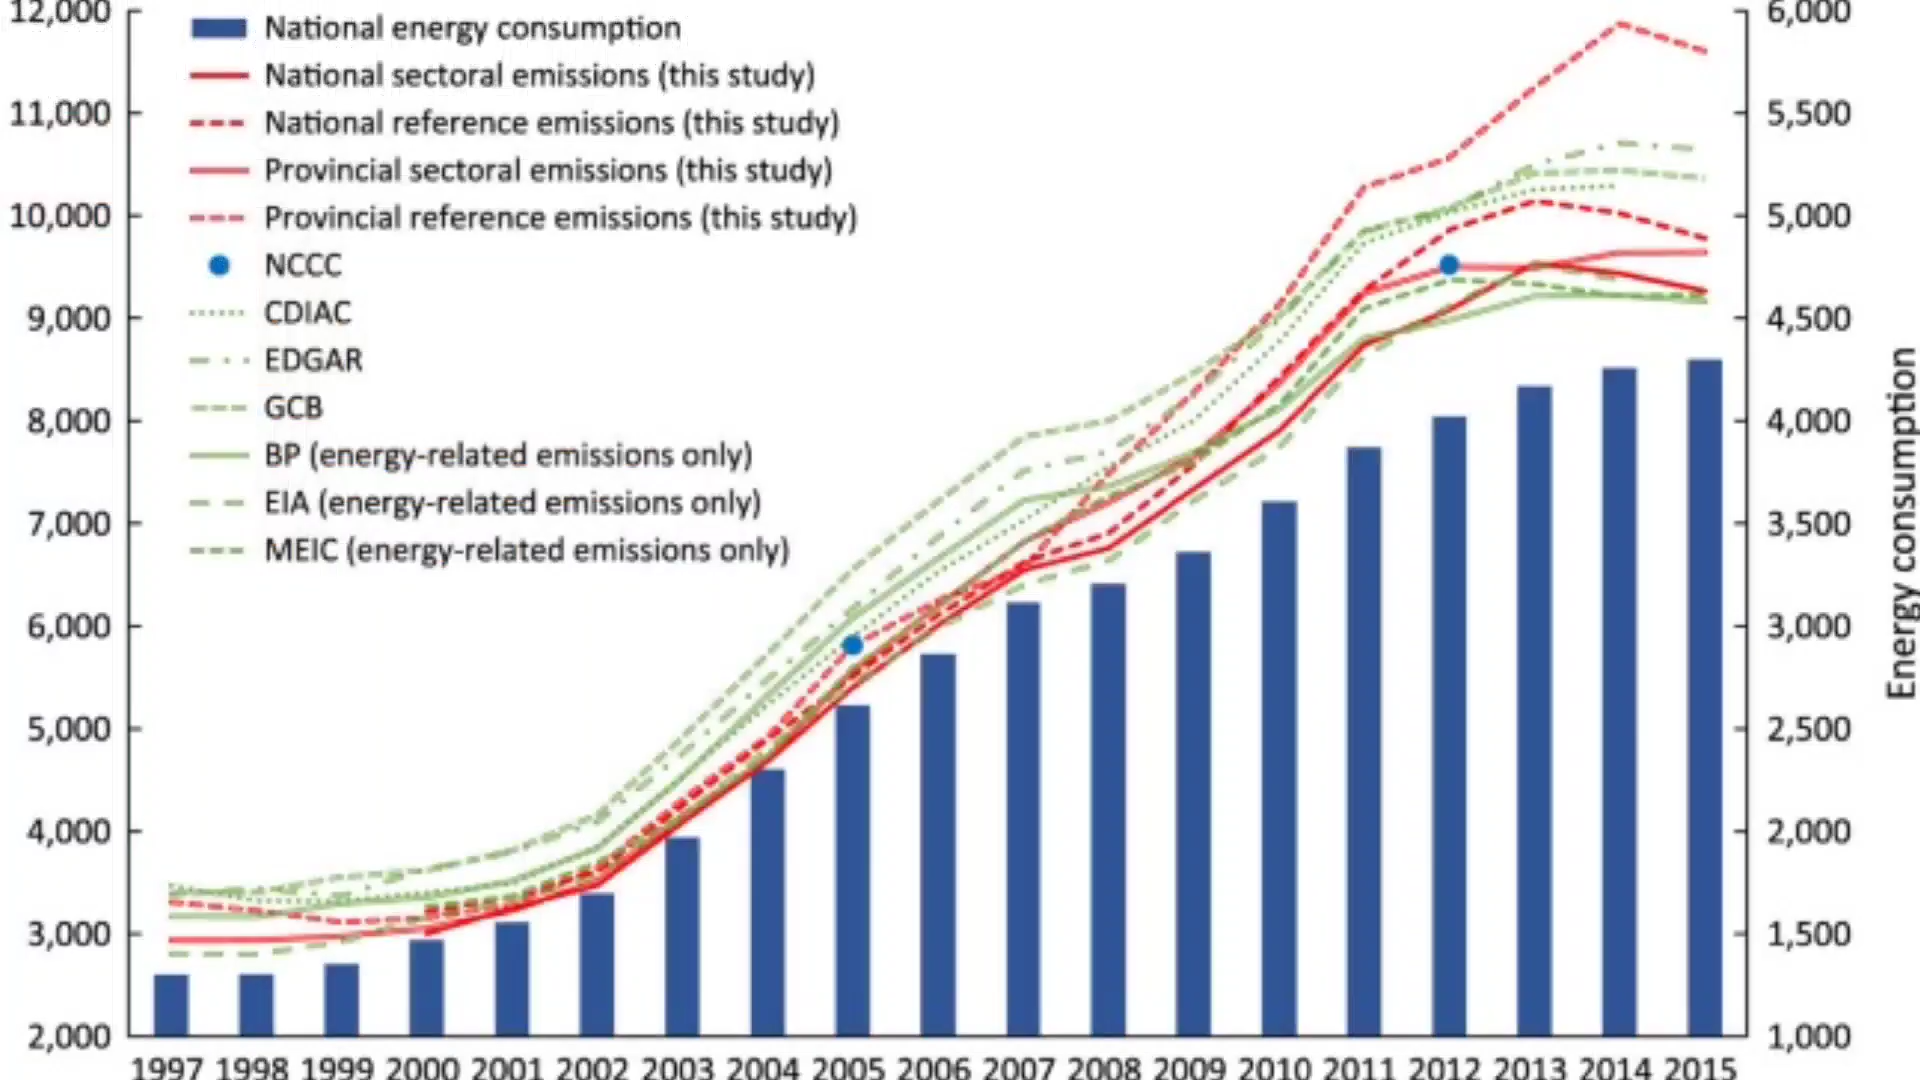 12,000
11,000
10,000
9,000
8,000
7,000
6,000
5,000
4,000
3,000
2,000
National energy consumption
National sectoral emissions (this study)
National reference emissions (this study)
Provincial sectoral emissions (this study)
Provincial reference emissions (this study)
NCCC
CDIAC
EDGAR
GCB
BP (energy-related emissions only)
EIA (energy-related emissions only)
MEIC (energy-related emissions only)
6,000
5,500
5,000
4,500
4,000
3,500
3,000
2,500
2,000
1,500
1,000
Energy consumption
1997 1998 1999 2000 2001 2002 2003 2004 2005 2006 2007 2008 2009 2010 2011 2012 2013 2014 2015